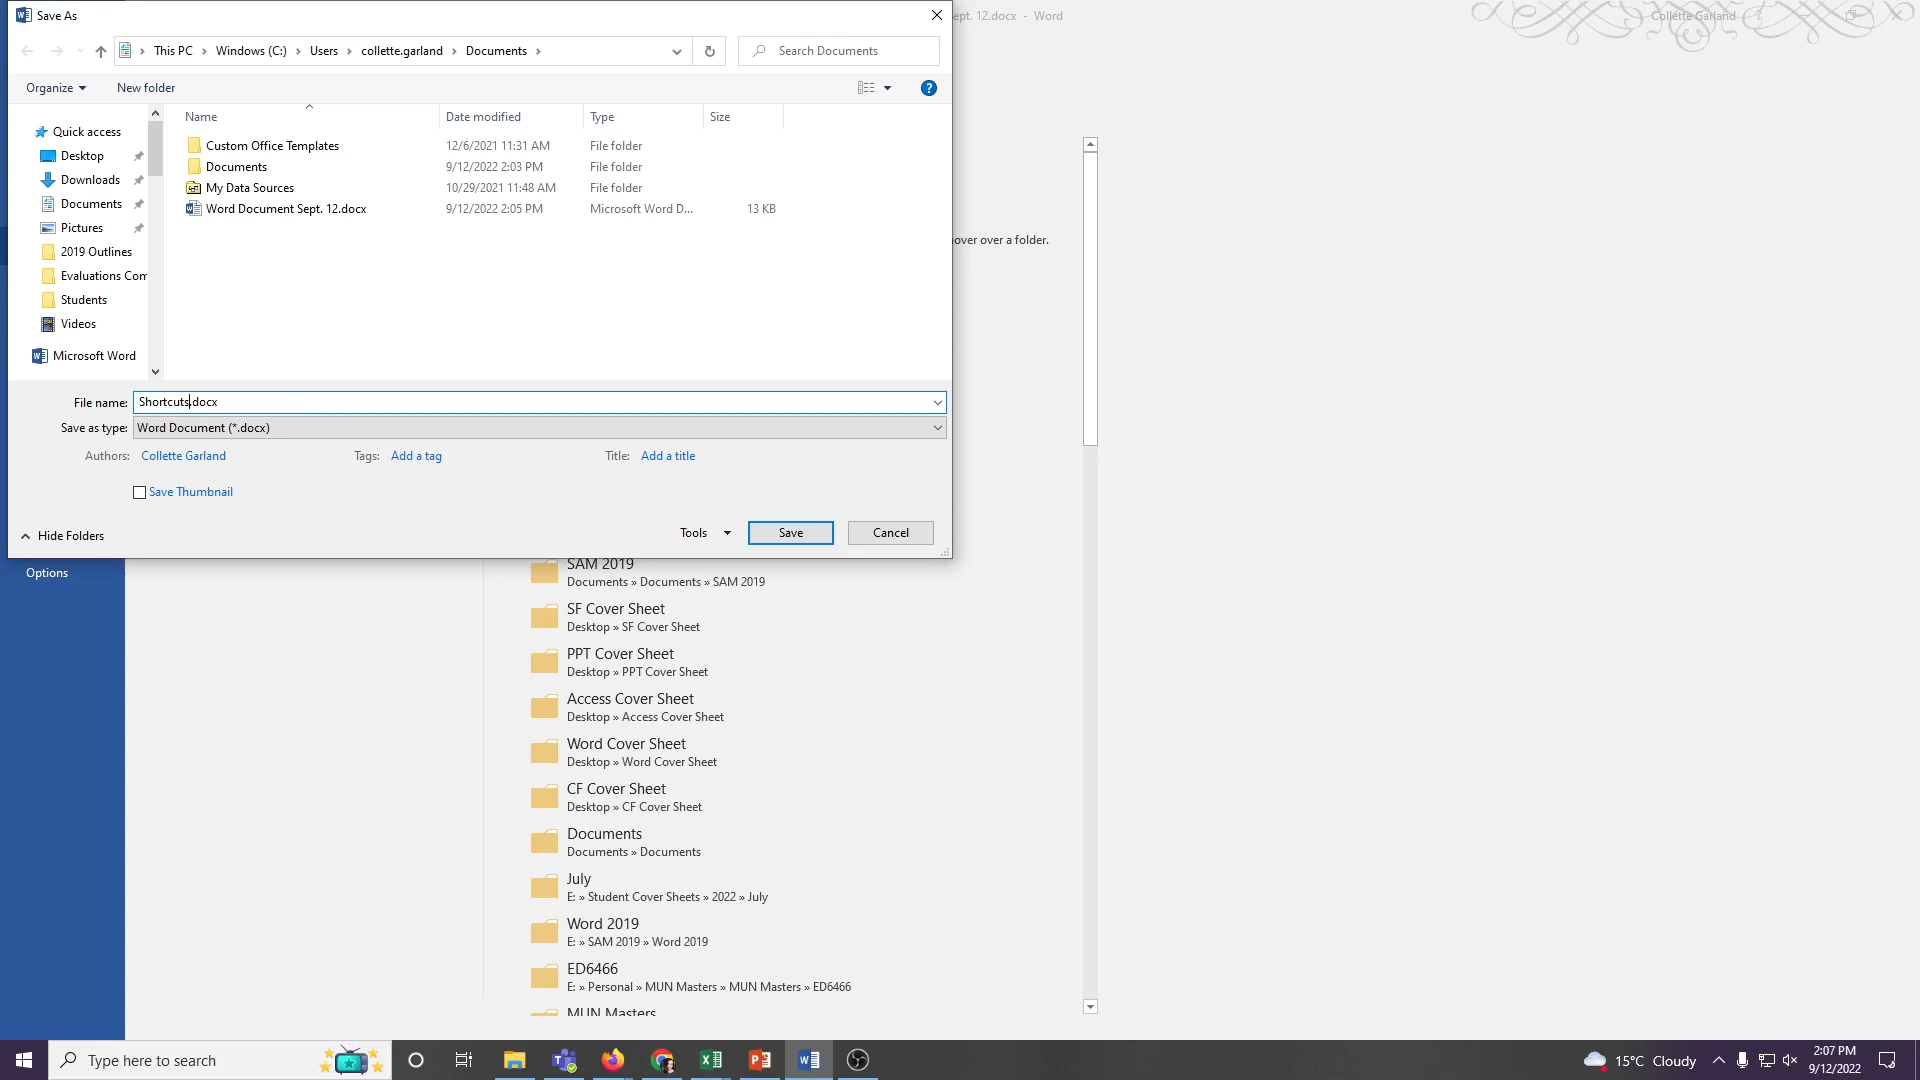 Save As
ept. 12.docx - Word
Collette Garland
This PC > Windows (C:) > Users > collette.garland > Documents >
Search Documents
Organize
New folder
Name Date modified Type Size
Quick access
Desktop
Downloads
Documents
Pictures
2019 Outlines
Evaluations Com
Students
Videos
Microsoft Word
Custom Office Templates 12/6/2021 11:31 AM File folder
Documents 9/12/2022 2:03 PM File folder
My Data Sources 10/29/2021 11:48 AM File folder
Word Document Sept. 12.docx 9/12/2022 2:05 PM Microsoft Word D... 13 KB
over over a folder.
File name: Shortcuts.docx
Save as type: Word Document (*.docx)
Authors: Collette Garland Tags: Add a tag Title: Add a title
Save Thumbnail
Hide Folders
Tools Save Cancel
Options
SAM 2019
Documents » Documents » SAM 2019
SF Cover Sheet
Desktop » SF Cover Sheet
PPT Cover Sheet
Desktop » PPT Cover Sheet
Access Cover Sheet
Desktop » Access Cover Sheet
Word Cover Sheet
Desktop » Word Cover Sheet
CF Cover Sheet
Desktop » CF Cover Sheet
Documents
Documents » Documents
July
E: » Student Cover Sheets » 2022 » July
Word 2019
E: » SAM 2019 » Word 2019
ED6466
E: » Personal » MUN Masters » MUN Masters » ED6466
MUN Masters
Type here to search
15°C Cloudy
2:07 PM
9/12/2022